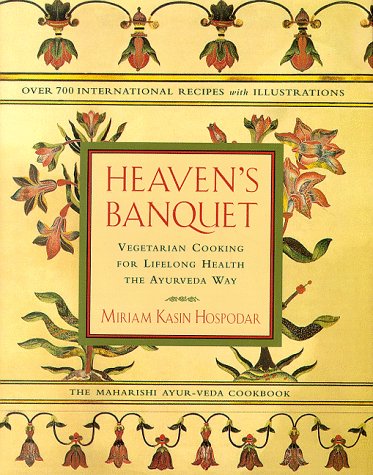 OVER 700 INTERNATIONAL RECIPES with ILLUSTRATIONS
HEAVEN'S
BANQUET
VEGETARIAN COOKING
FOR LIFELONG HEALTH
THE AYURVEDA WAY
MIRIAM KASIN HOSPODAR
THE MAHARISHI AYUR-VEDA COOKBOOK